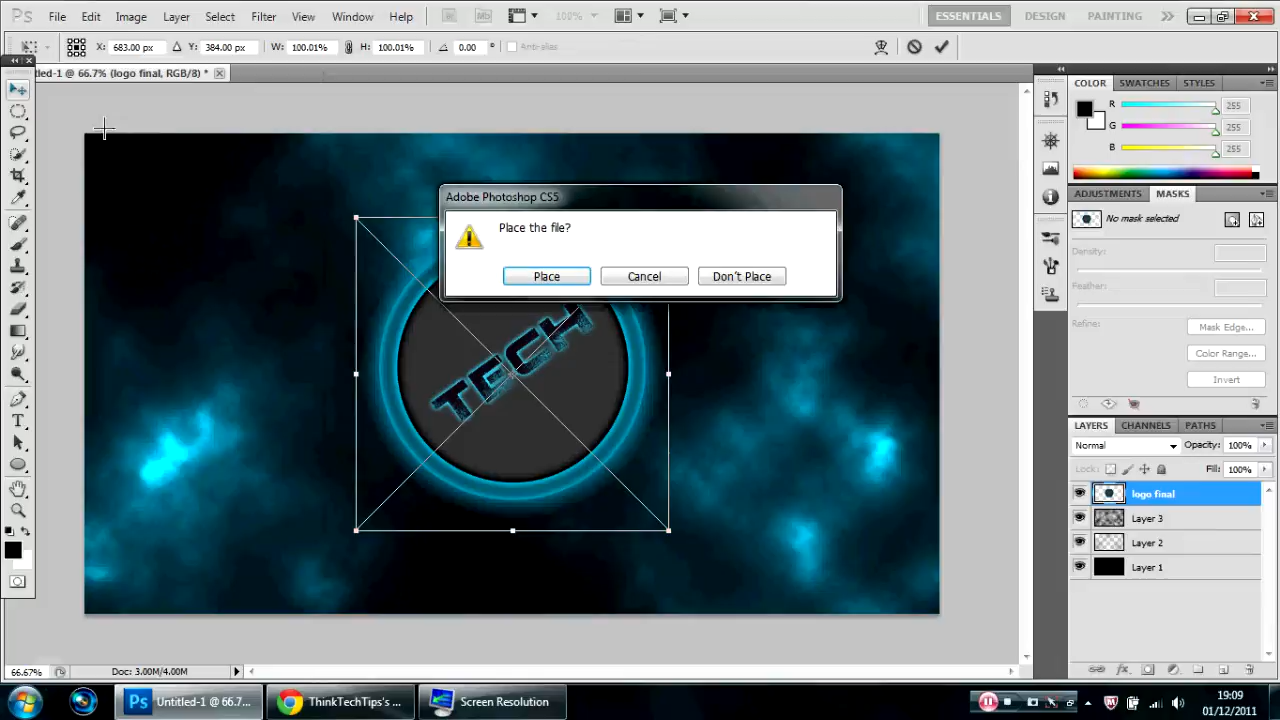 Ps File Edit Image Layer Select Filter View Window Help Br Mb 100% ESSENTIALS DESIGN PAINTING
X: 683.00 px Y: 384.00 px W: 100.01% H: 100.01% 0.00 ° Anti-alias
tled-1 @ 66.7% (logo final, RGB/8) *
COLOR SWATCHES STYLES
R 255
G 255
B 255
ADJUSTMENTS MASKS
No mask selected
Density:
Feather:
Refine: Mask Edge...
Color Range...
Invert
Adobe Photoshop CS5
Place the file?
Place Cancel Don't Place
TECH
LAYERS CHANNELS PATHS
Normal Opacity: 100%
Lock: Fill: 100%
logo final
Layer 3
Layer 2
Layer 1
66.67% Doc: 3.00M/4.00M
Ps Untitled-1 @ 66.7... ThinkTechTips's ... Screen Resolution
19:09
01/12/2011